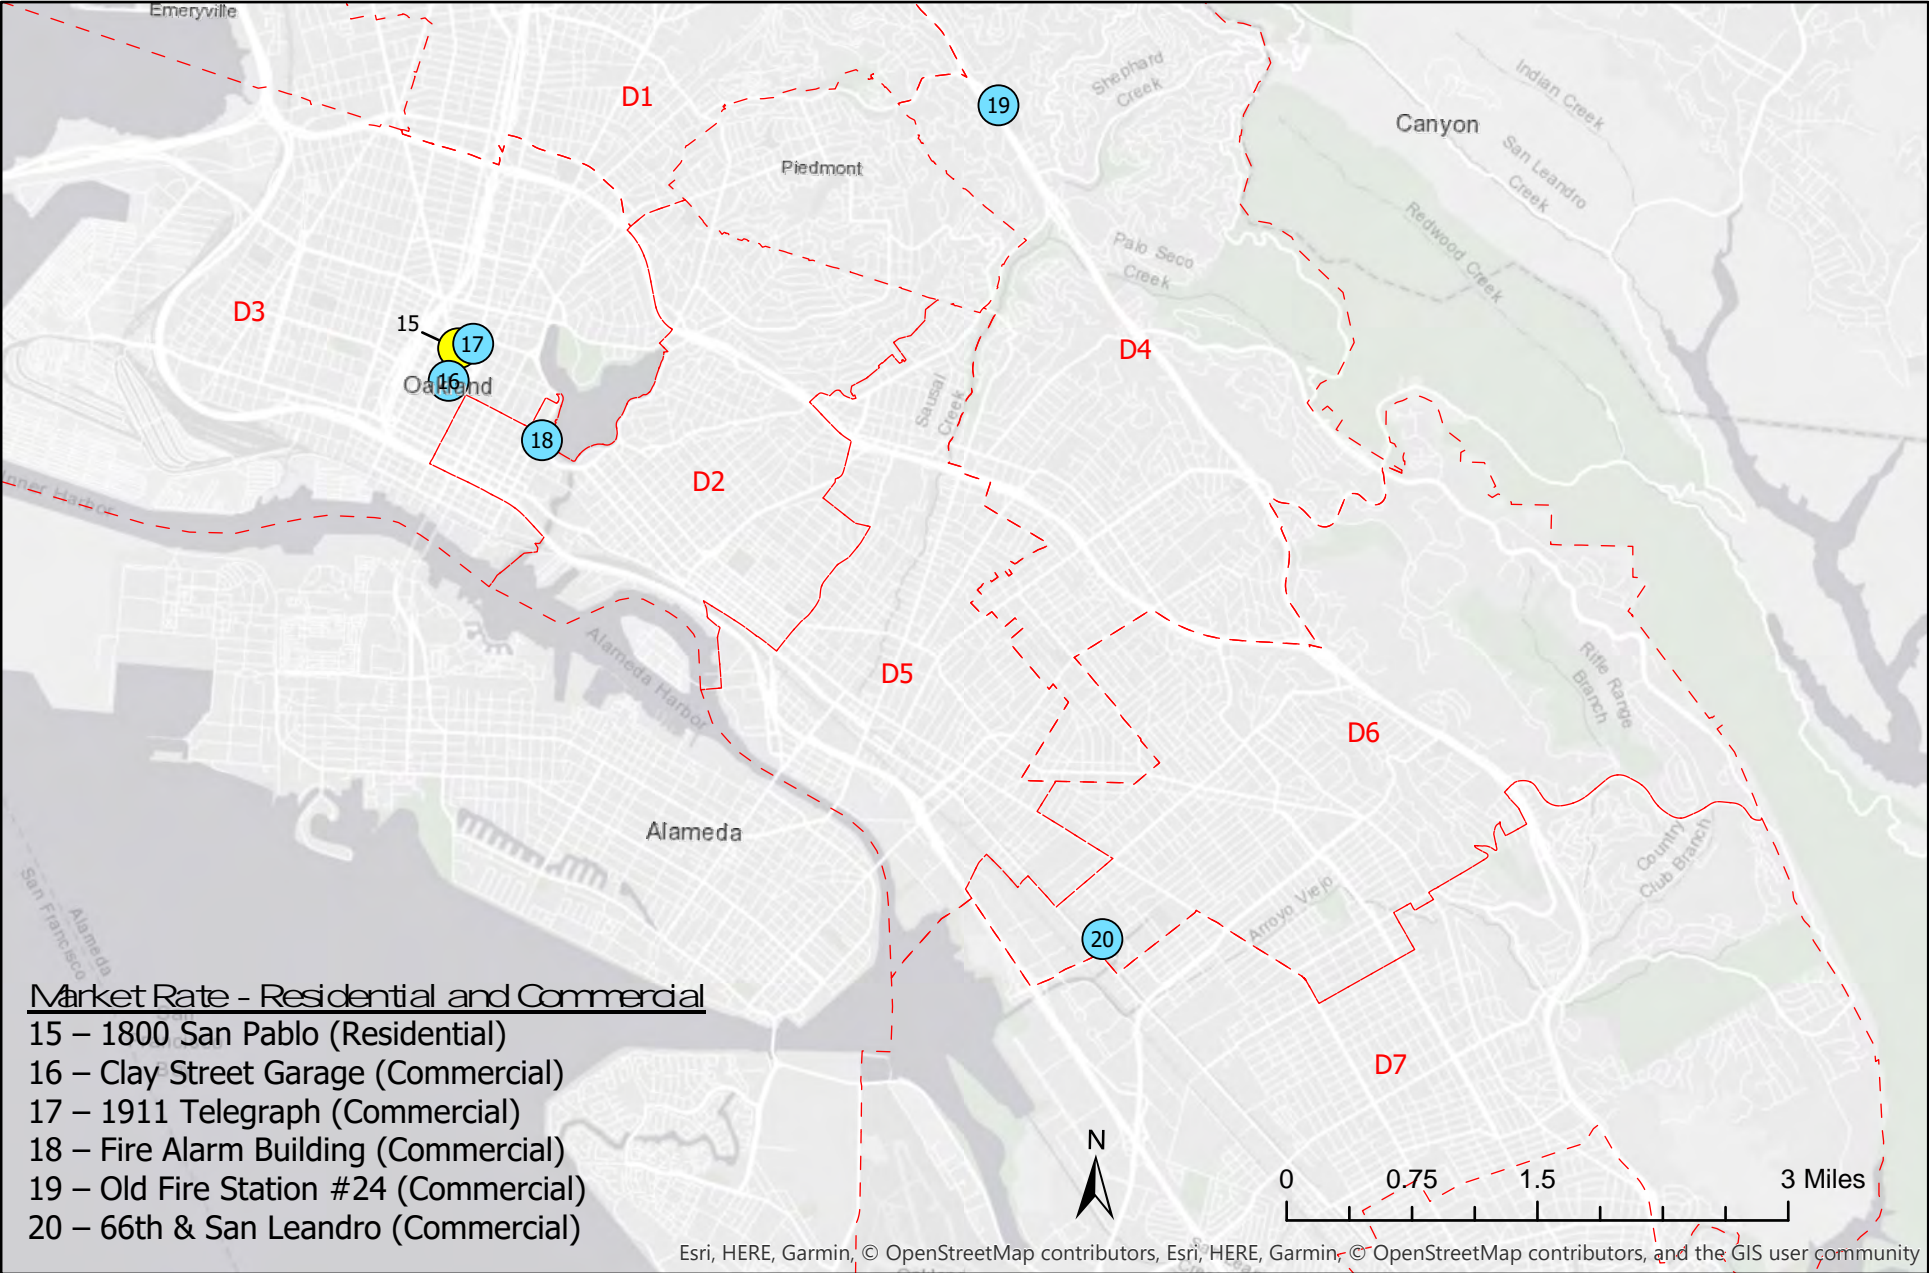 Emeryville
D1
19
Shephard
Creek
Indian Creek
Canyon
San Leandro
Creek
Piedmont
Redwood Creek
Palo Seco
Creek
D3
15
17
D4
16
Oakland
Sausal
Creek
18
D2
Inner Harbor
Alameda Harbor
D5
Rifle Range
Branch
D6
Alameda
Country
Club Branch
Arroyo Viejo
San Francisco
Alameda
20
Market Rate - Residential and Commercial
15 – 1800 San Pablo (Residential)
16 – Clay Street Garage (Commercial)
17 – 1911 Telegraph (Commercial)
18 – Fire Alarm Building (Commercial)
19 – Old Fire Station #24 (Commercial)
20 – 66th & San Leandro (Commercial)
D7
N
0 0.75 1.5 3 Miles
Esri, HERE, Garmin, © OpenStreetMap contributors, Esri, HERE, Garmin, © OpenStreetMap contributors, and the GIS user community